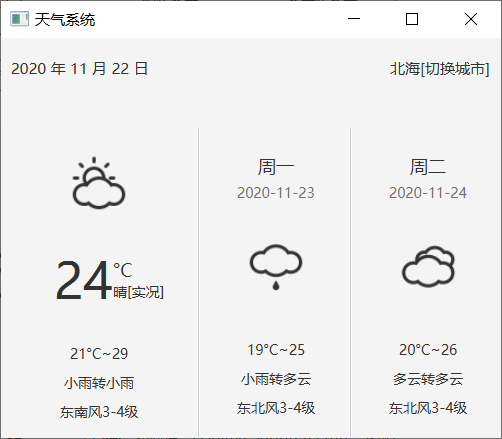 天气系统
2020 年 11 月 22 日
北海[切换城市]
24
°C
晴[实况]
21°C~29
小雨转小雨
东南风3-4级
周一
2020-11-23
19°C~25
小雨转多云
东北风3-4级
周二
2020-11-24
20°C~26
多云转多云
东北风3-4级